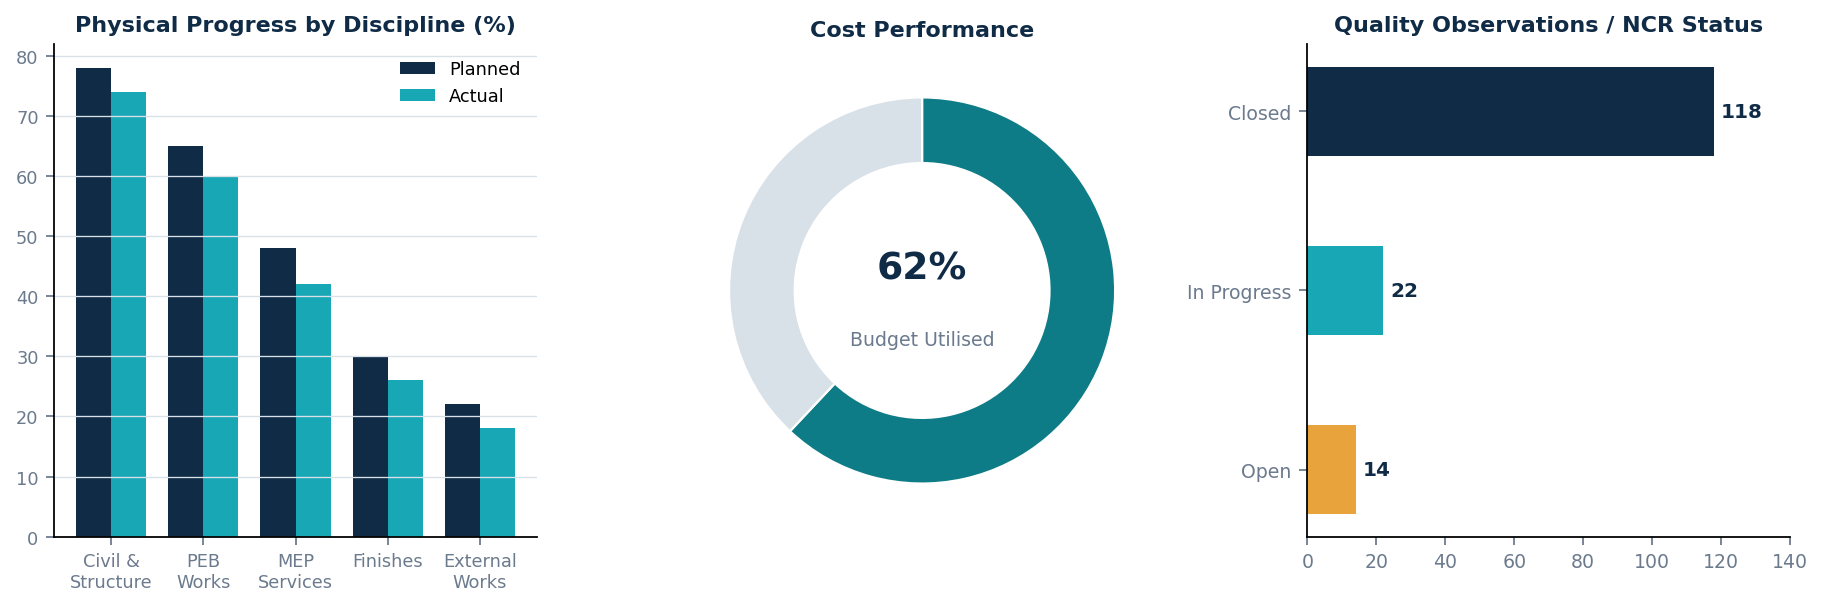 Physical Progress by Discipline (%)
Planned
Actual
80
70
60
50
40
30
20
10
0
Civil &
Structure
PEB
Works
MEP
Services
Finishes
External
Works
Cost Performance
62%
Budget Utilised
Quality Observations / NCR Status
Closed
118
In Progress
22
Open
14
0 20 40 60 80 100 120 140